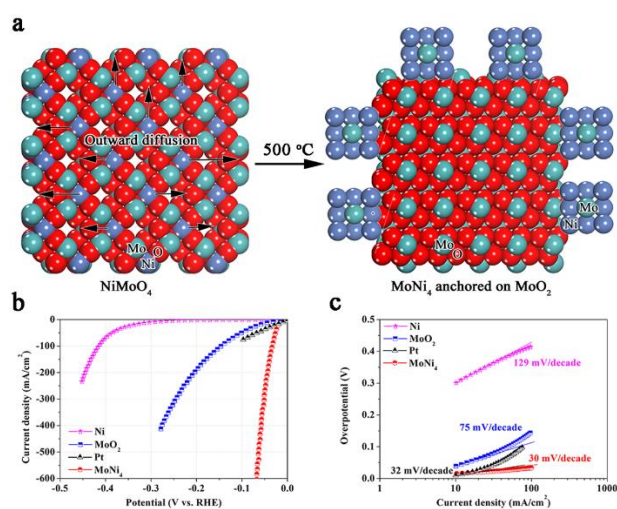 a
Outward diffusion
500 °C
Mo O
Ni
NiMoO4
Mo
Ni
Mo
O
MoNi4 anchored on MoO2
b
0
-100
-200
-300
-400
-500
-600
Current density (mA/cm²)
Ni
MoO2
Pt
MoNi4
-0.5 -0.4 -0.3 -0.2 -0.1 0.0
Potential (V vs. RHE)
c
0.5
0.4
0.3
0.2
0.1
0.0
Overpotential (V)
Ni
MoO2
Pt
MoNi4
129 mV/decade
75 mV/decade
32 mV/decade
30 mV/decade
1 10 100 1000
Current density (mA/cm²)